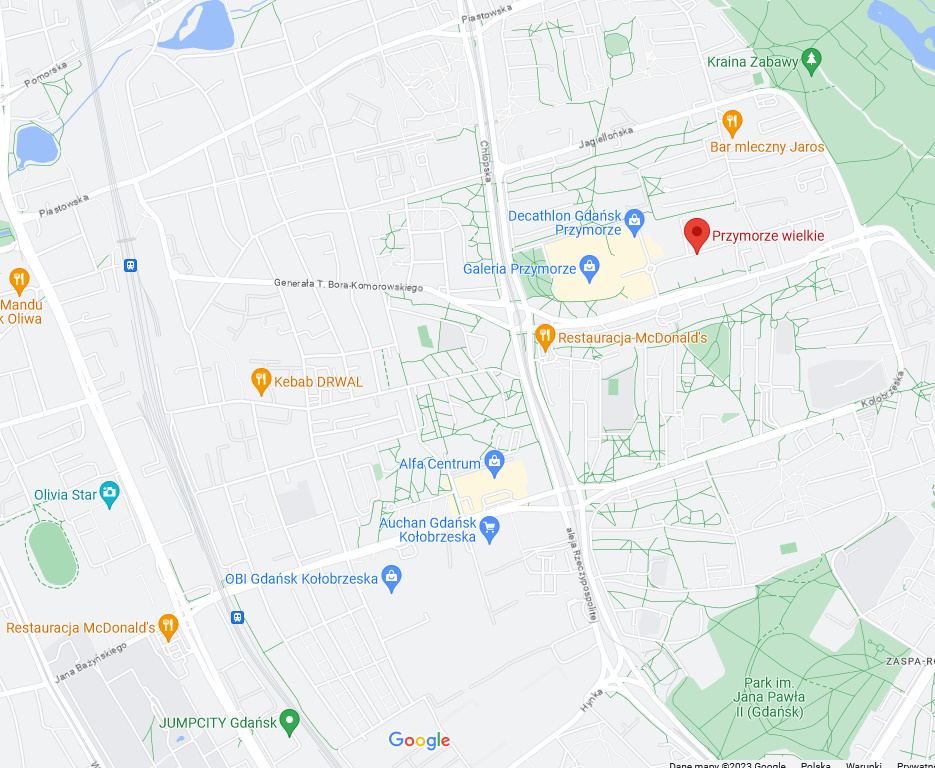 Piastowska
Kraina Zabawy
Pomorska
Jagiellońska
Bar mleczny Jaros
Chłopska
Piastowska
Decathlon Gdańsk
Przymorze
Przymorze wielkie
Galeria Przymorze
Generała T. Bora-Komorowskiego
Mandu
k Oliwa
Restauracja McDonald's
Kebab DRWAL
Kołobrzeska
Alfa Centrum
Olivia Star
Auchan Gdańsk
Kołobrzeska
aleja Rzeczypospolitej
OBI Gdańsk Kołobrzeska
Restauracja McDonald's
Jana Bażyńskiego
ZASPA-RO
Park im.
Jana Pawła
II (Gdańsk)
Hynka
JUMPCITY Gdańsk
Google
Dane mapy ©2023 Google Polska Warunki Prywatno